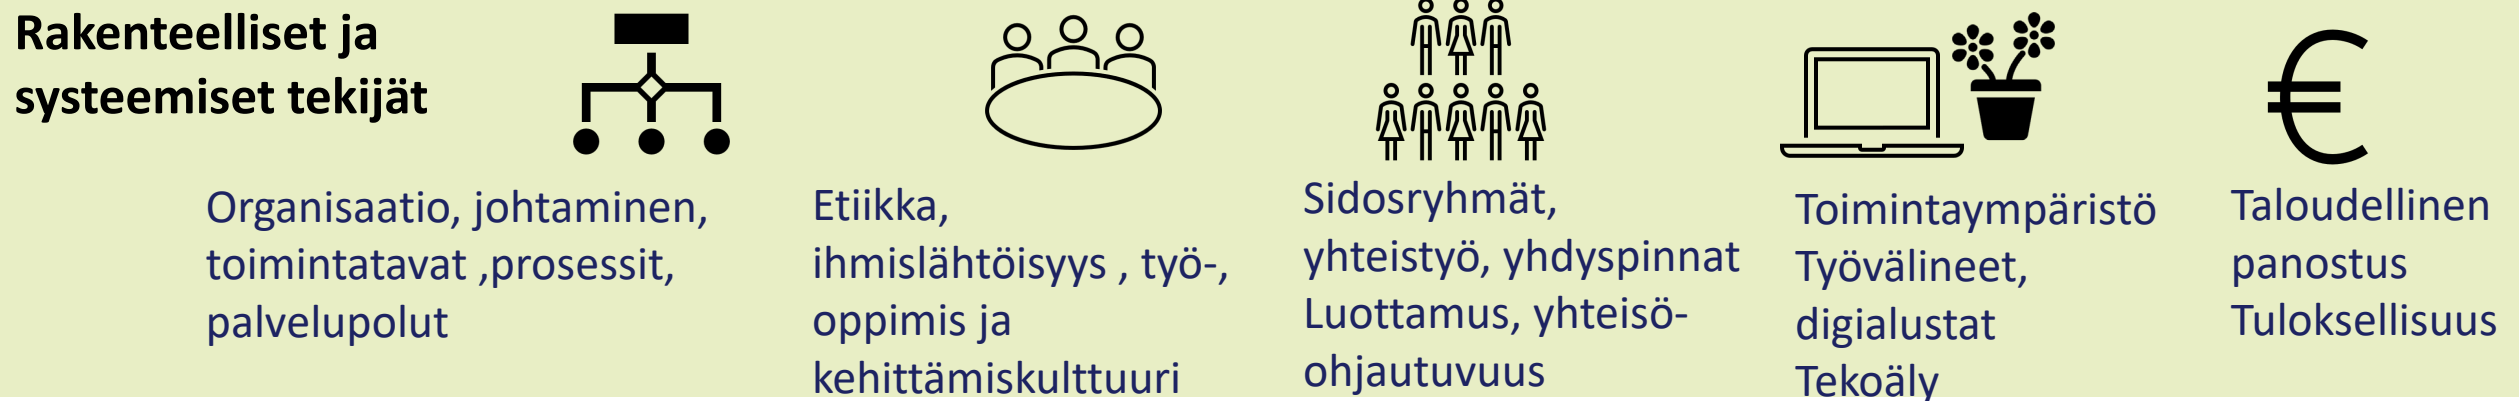 Rakenteelliset ja
systeemiset tekijät
Organisaatio, johtaminen,
toimintatavat ,prosessit,
palvelupolut
Etiikka,
ihmislähtöisyys , työ-,
oppimis ja
kehittämiskulttuuri
Sidosryhmät,
yhteistyö, yhdyspinnat
Luottamus, yhteisö-
ohjautuvuus
Toimintaympäristö
Työvälineet,
digialustat
Tekoäly
€
Taloudellinen
panostus
Tuloksellisuus